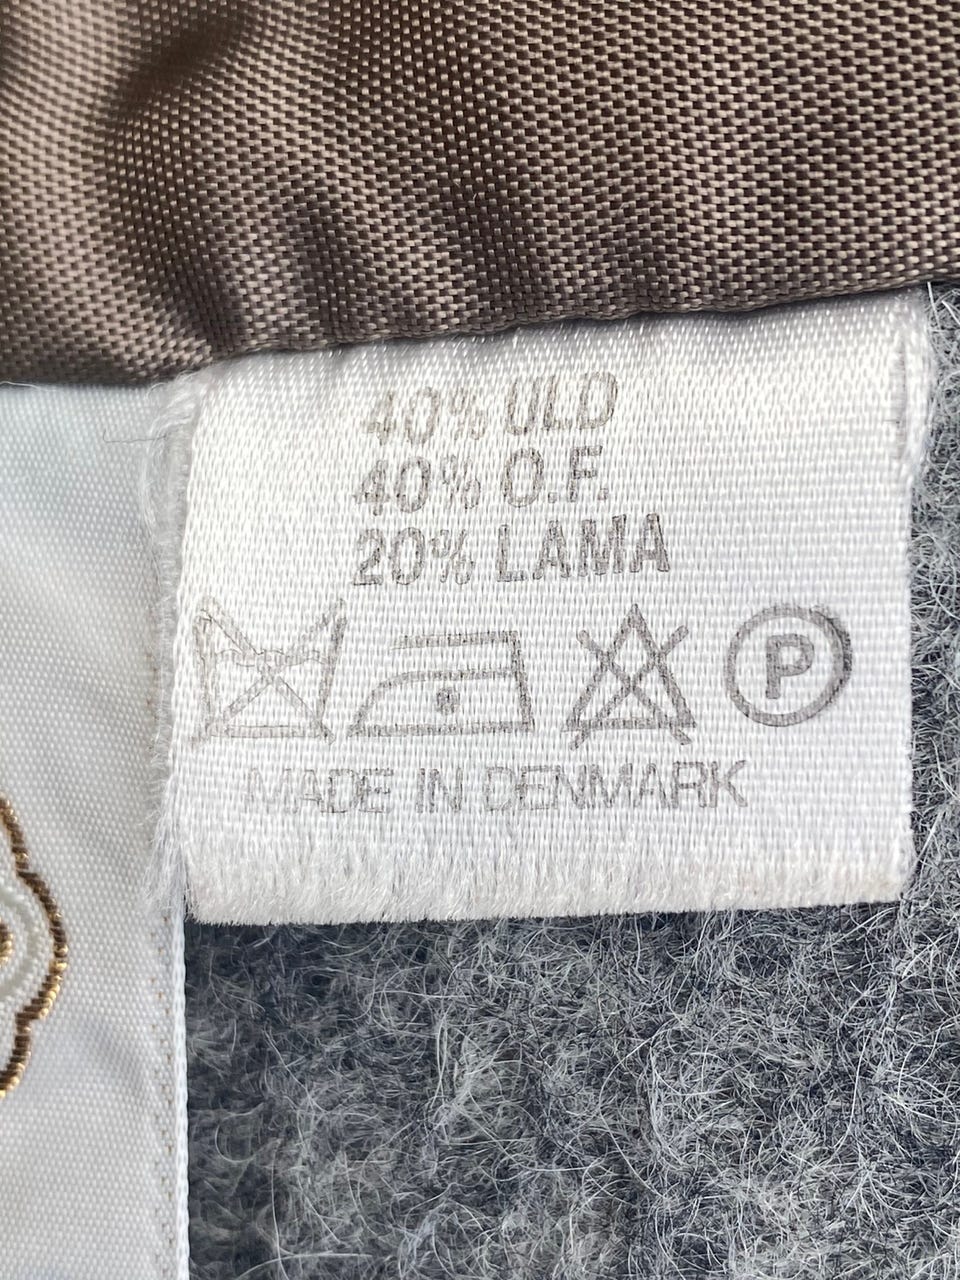 40% ULD
40% O.F.
20% LAMA
P
MADE IN DENMARK